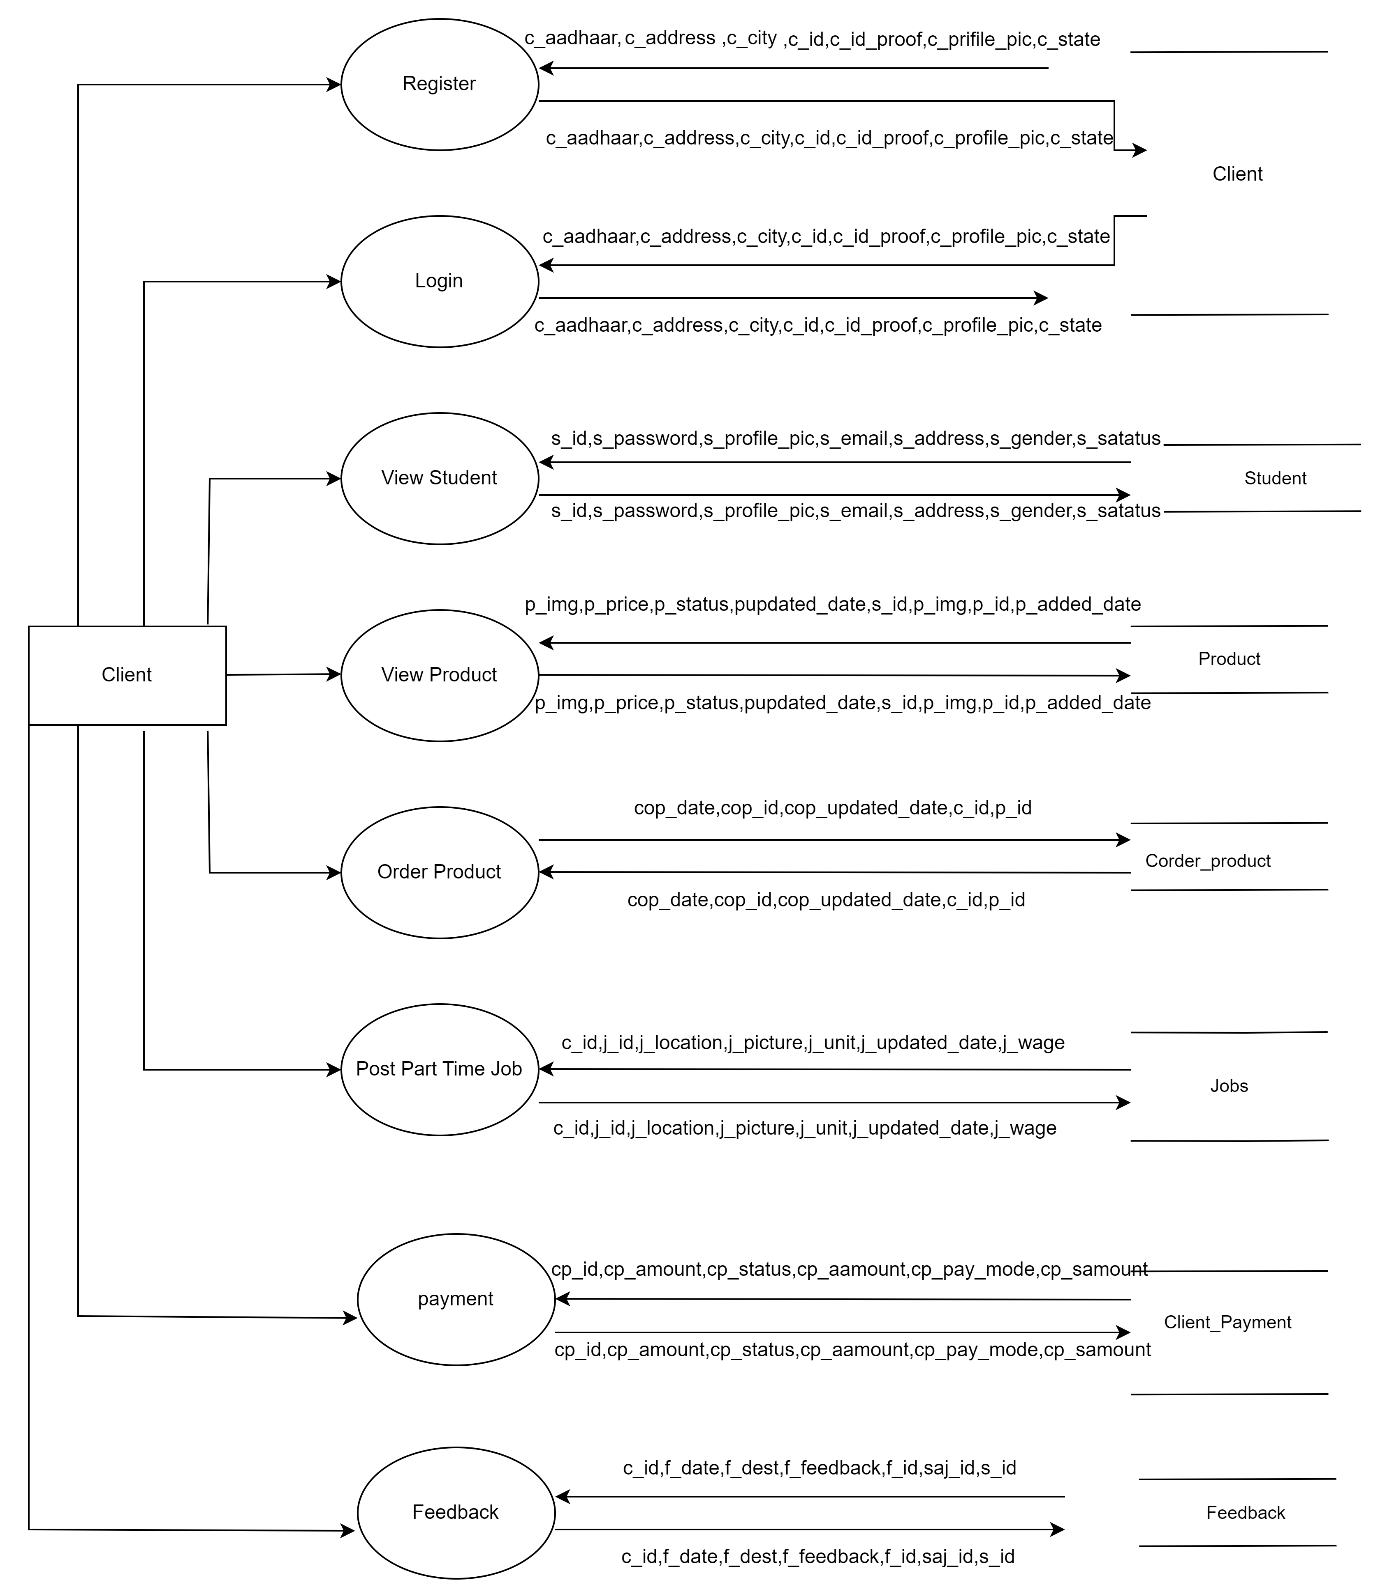 c_aadhaar, c_address ,c_city ,c_id,c_id_proof,c_prifile_pic,c_state
Register
c_aadhaar,c_address,c_city,c_id,c_id_proof,c_profile_pic,c_state
Client
c_aadhaar,c_address,c_city,c_id,c_id_proof,c_profile_pic,c_state
Login
c_aadhaar,c_address,c_city,c_id,c_id_proof,c_profile_pic,c_state
s_id,s_password,s_profile_pic,s_email,s_address,s_gender,s_satatus
View Student
Student
s_id,s_password,s_profile_pic,s_email,s_address,s_gender,s_satatus
p_img,p_price,p_status,pupdated_date,s_id,p_img,p_id,p_added_date
Product
Client
View Product
p_img,p_price,p_status,pupdated_date,s_id,p_img,p_id,p_added_date
cop_date,cop_id,cop_updated_date,c_id,p_id
Corder_product
Order Product
cop_date,cop_id,cop_updated_date,c_id,p_id
c_id,j_id,j_location,j_picture,j_unit,j_updated_date,j_wage
Post Part Time Job
Jobs
c_id,j_id,j_location,j_picture,j_unit,j_updated_date,j_wage
cp_id,cp_amount,cp_status,cp_aamount,cp_pay_mode,cp_samount
payment
Client_Payment
cp_id,cp_amount,cp_status,cp_aamount,cp_pay_mode,cp_samount
c_id,f_date,f_dest,f_feedback,f_id,saj_id,s_id
Feedback
Feedback
c_id,f_date,f_dest,f_feedback,f_id,saj_id,s_id